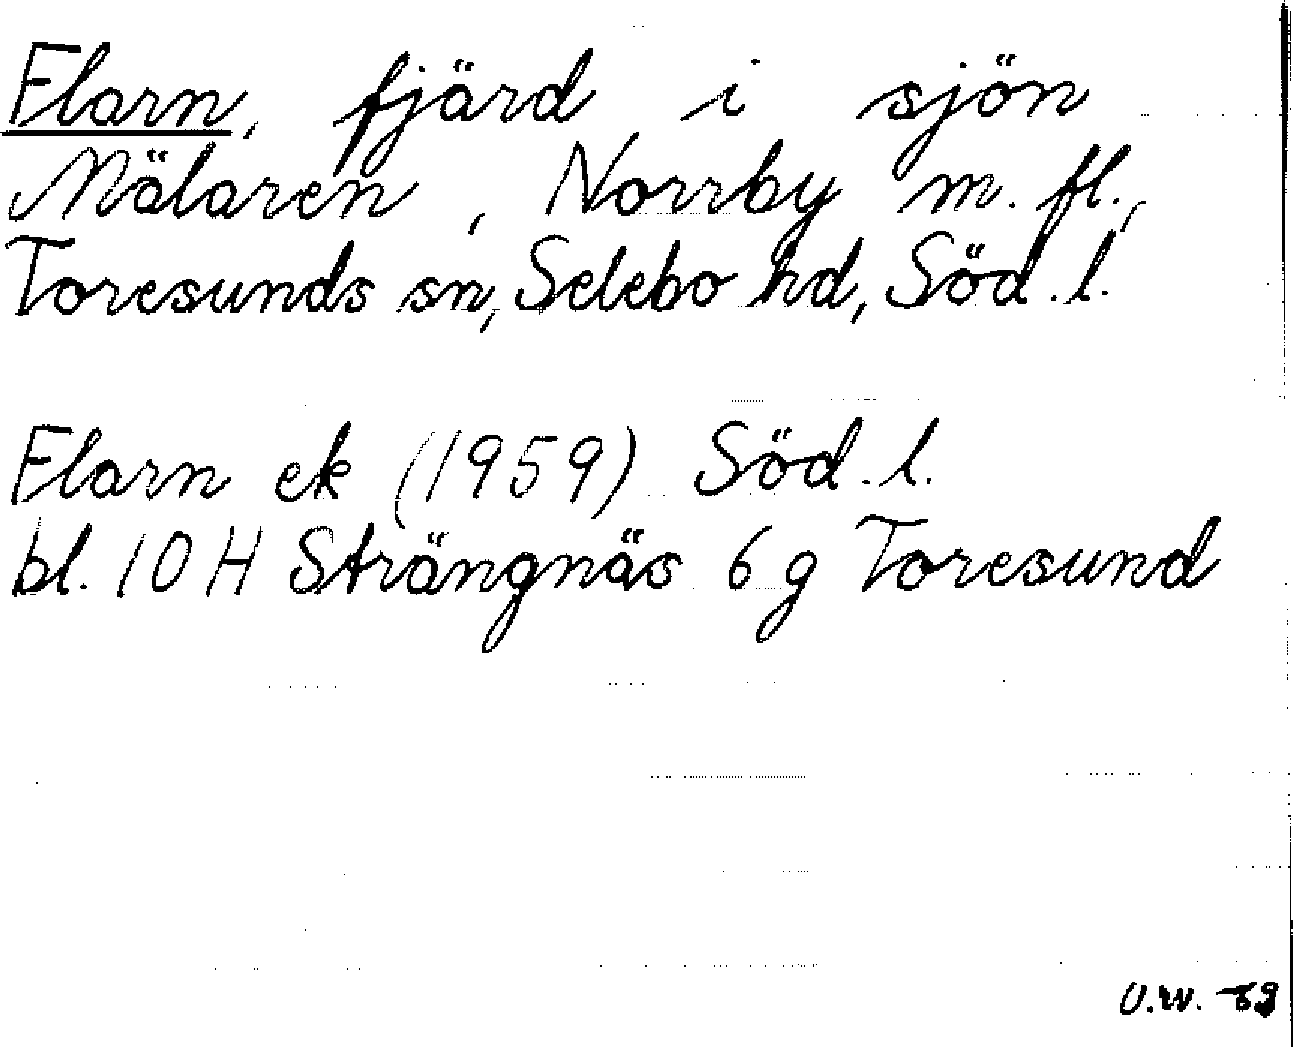 Flarn, fjärd i sjön
Mälaren, Norrby m. fl.,
Toresunds sn, Selebo hd, Söd. l.
Flarn ek (1959) Söd. l.
bl. 10 H Strängnäs 6 g Toresund
U.W.